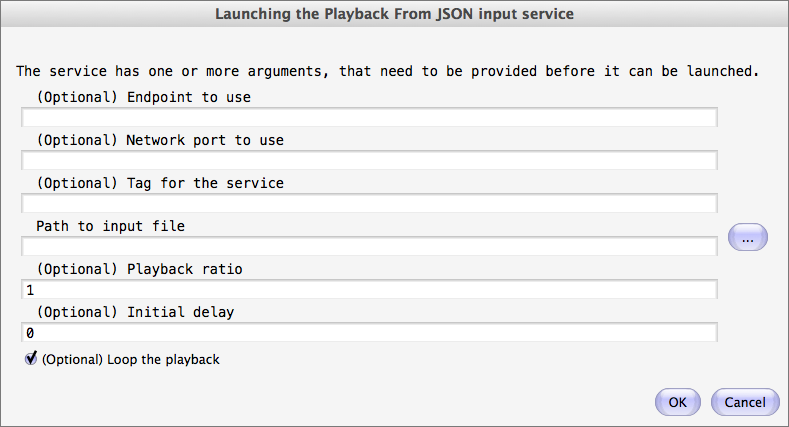 Launching the Playback From JSON input service
The service has one or more arguments, that need to be provided before it can be launched.
(Optional) Endpoint to use
(Optional) Network port to use
(Optional) Tag for the service
Path to input file
...
(Optional) Playback ratio
1
(Optional) Initial delay
0
(Optional) Loop the playback
OK
Cancel